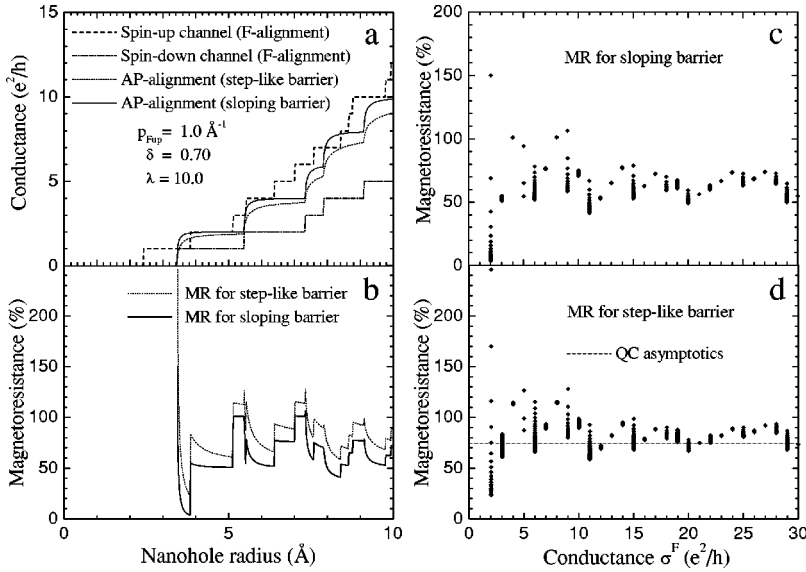 a
Conductance (e²/h)
15
10
5
0
Spin-up channel (F-alignment)
Spin-down channel (F-alignment)
AP-alignment (step-like barrier)
AP-alignment (sloping barrier)
p_Fup = 1.0 Å⁻¹
δ = 0.70
λ = 10.0
b
Magnetoresistance (%)
200
150
100
50
0
MR for step-like barrier
MR for sloping barrier
0 5 10
Nanohole radius (Å)
c
Magnetoresistance (%)
200
150
100
50
0
MR for sloping barrier
d
Magnetoresistance (%)
200
150
100
50
0
MR for step-like barrier
QC asymptotics
0 5 10 15 20 25 30
Conductance σ^F (e²/h)